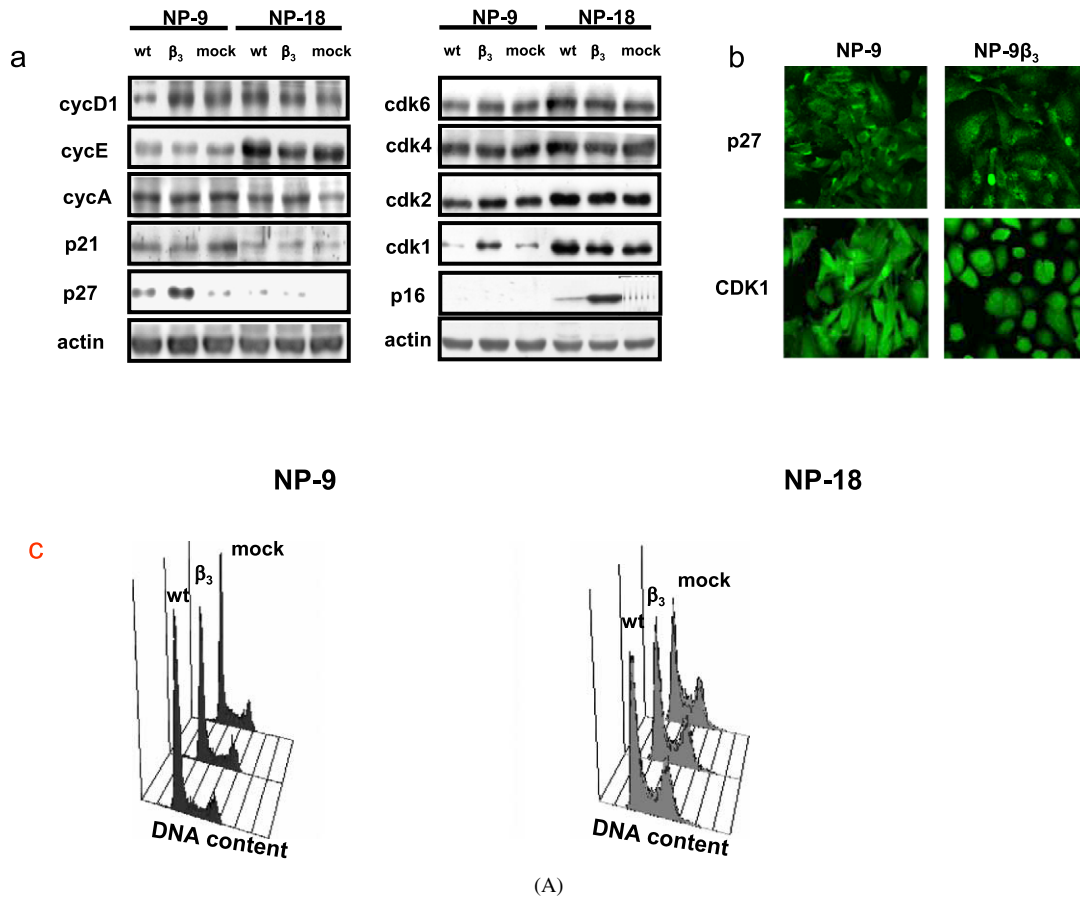 a
NP-9 NP-18
wt β3 mock wt β3 mock
cycD1
cycE
cycA
p21
p27
actin
NP-9 NP-18
wt β3 mock wt β3 mock
cdk6
cdk4
cdk2
cdk1
p16
actin
b
NP-9 NP-9β3
p27
CDK1
c
NP-9
mock
β3
wt
DNA content
NP-18
mock
β3
wt
DNA content
(A)